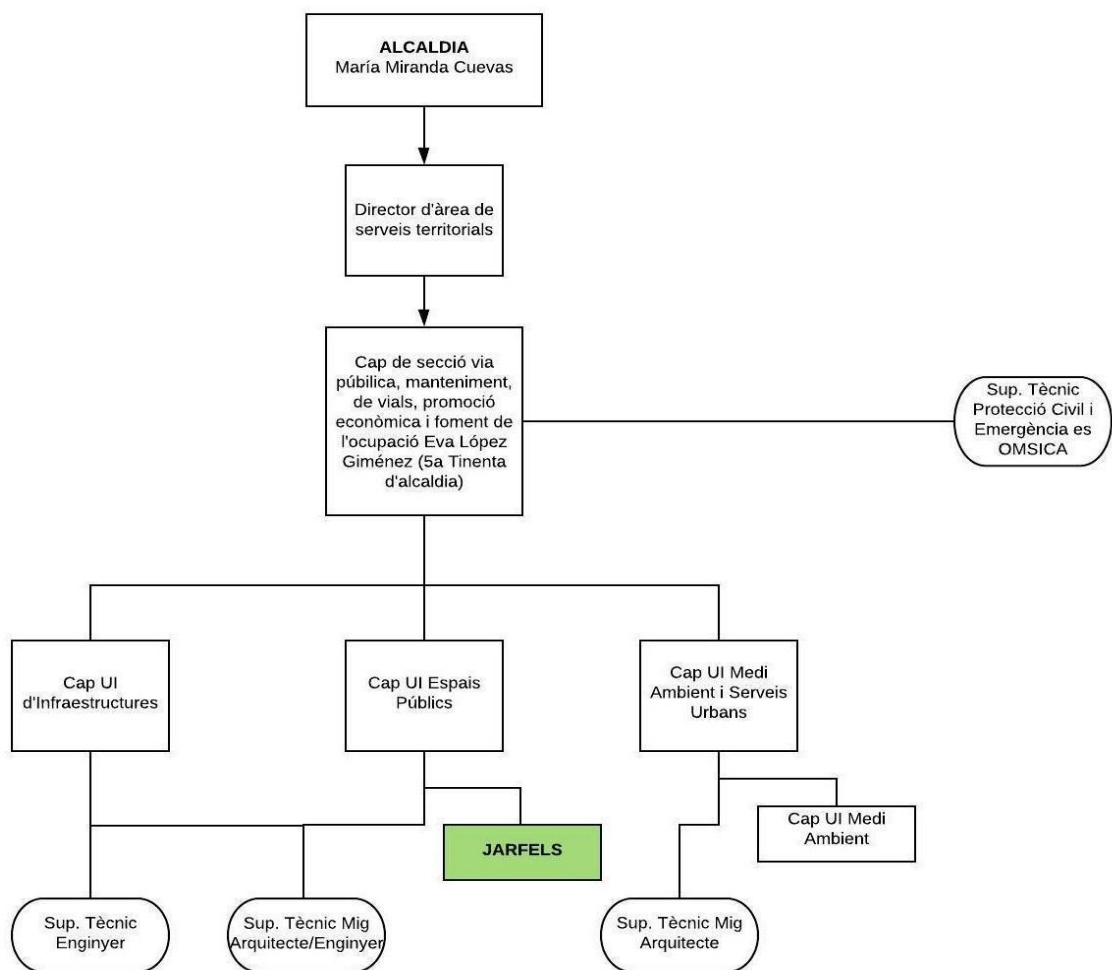 ALCALDIA
María Miranda Cuevas
Director d'àrea de
serveis territorials
Cap de secció via
púbilica, manteniment,
de vials, promoció
econòmica i foment de
l'ocupació Eva López
Giménez (5a Tinenta
d'alcaldia)
Sup. Tècnic
Protecció Civil i
Emergència es
OMSICA
Cap UI
d'Infraestructures
Cap UI Espais
Públics
Cap UI Medi
Ambient i Serveis
Urbans
JARFELS
Cap UI Medi
Ambient
Sup. Tècnic
Enginyer
Sup. Tècnic Mig
Arquitecte/Enginyer
Sup. Tècnic Mig
Arquitecte